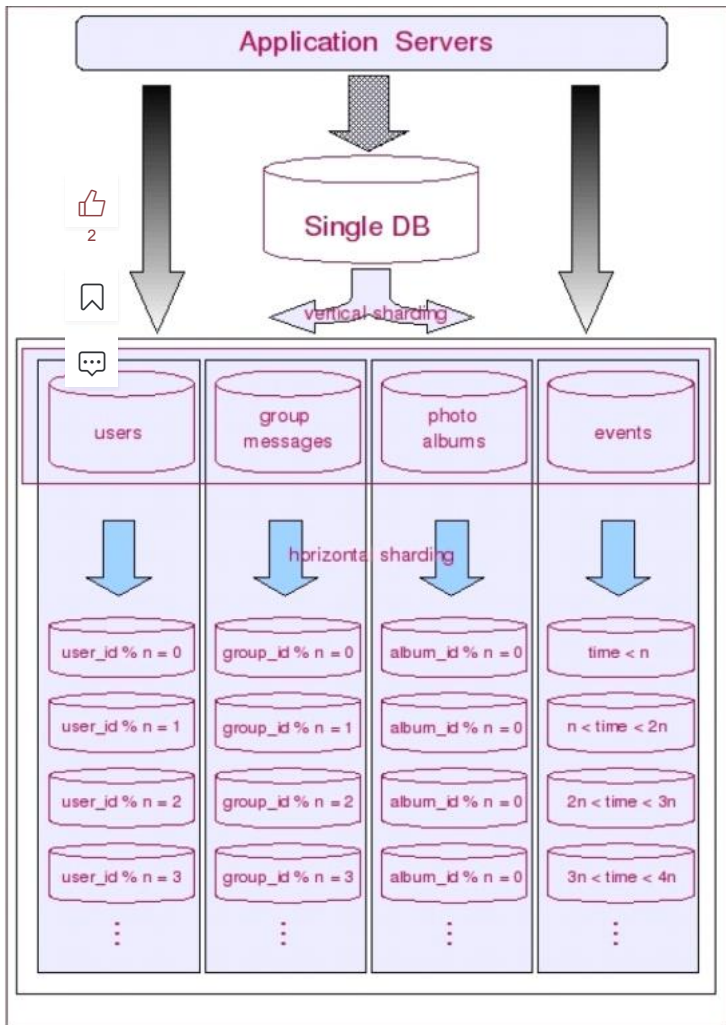 Application Servers
Single DB
2
vertical sharding
users
group
messages
photo
albums
events
horizontal sharding
user_id % n = 0
group_id % n = 0
album_id % n = 0
time < n
user_id % n = 1
group_id % n = 1
album_id % n = 0
n < time < 2n
user_id % n = 2
group_id % n = 2
album_id % n = 0
2n < time < 3n
user_id % n = 3
group_id % n = 3
album_id % n = 0
3n < time < 4n